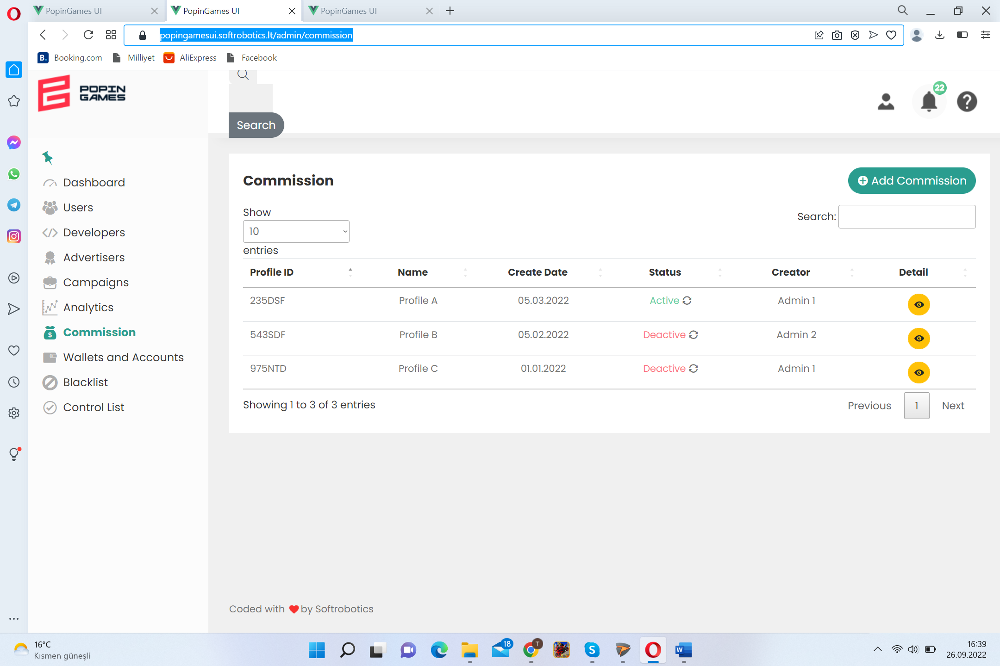 PopinGames UI PopinGames UI PopinGames UI
popingamesui.softrobotics.lt/admin/commission
B. Booking.com Milliyet AliExpress Facebook
POPIN
GAMES
22
Search
Dashboard
Users
Developers
Advertisers
Campaigns
Analytics
Commission
Wallets and Accounts
Blacklist
Control List
Commission
Add Commission
Show
10
entries
Search:
Profile ID Name Create Date Status Creator Detail
235DSF Profile A 05.03.2022 Active Admin 1
543SDF Profile B 05.02.2022 Deactive Admin 2
975NTD Profile C 01.01.2022 Deactive Admin 1
Showing 1 to 3 of 3 entries
Previous 1 Next
Coded with by Softrobotics
16°C
Kısmen güneşli
18
T
S
W
16:39
26.09.2022